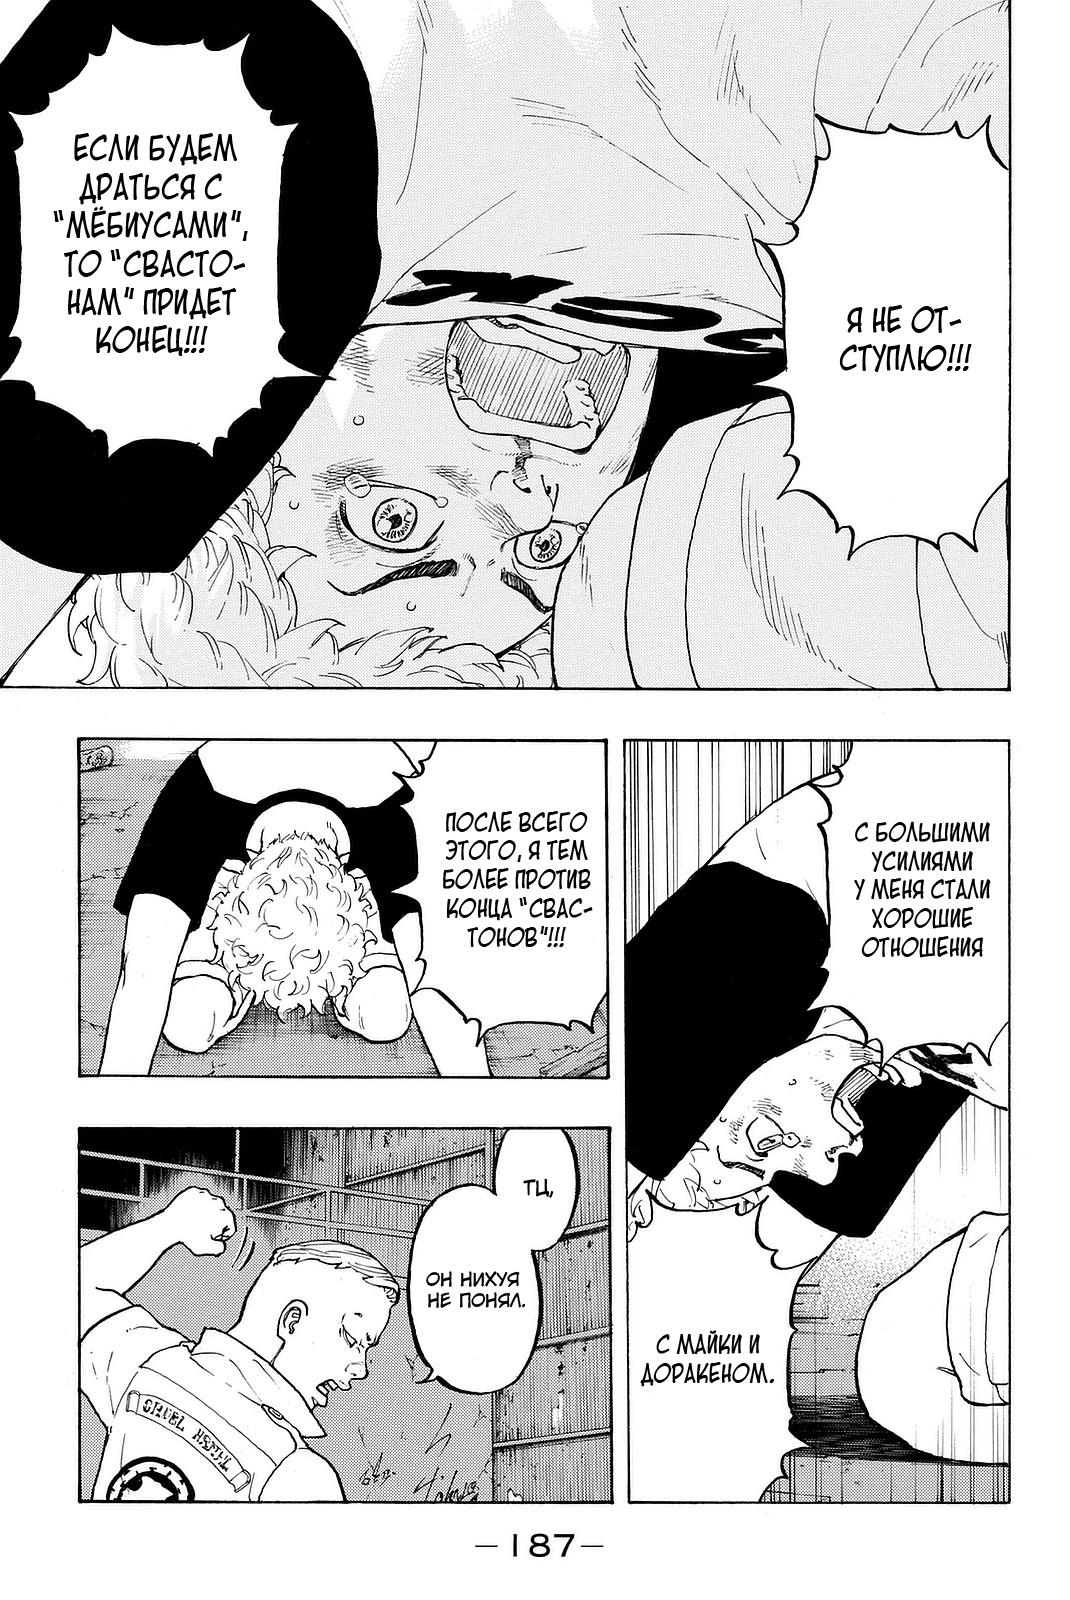 Я НЕ ОТ-
СТУПЛЮ!!!
ЕСЛИ БУДЕМ
ДРАТЬСЯ С
"МЁБИУСАМИ",
ТО "СВАСТО-
НАМ" ПРИДЕТ
КОНЕЦ!!!
С БОЛЬШИМИ
УСИЛИЯМИ
У МЕНЯ СТАЛИ
ХОРОШИЕ
ОТНОШЕНИЯ
С МАЙКИ И
ДОРАКЕНОМ.
ПОСЛЕ ВСЕГО
ЭТОГО, Я ТЕМ
БОЛЕЕ ПРОТИВ
КОНЦА "СВАС-
ТОНОВ"!!!
ТЦ,
ОН НИХУЯ
НЕ ПОНЯЛ.
—187—